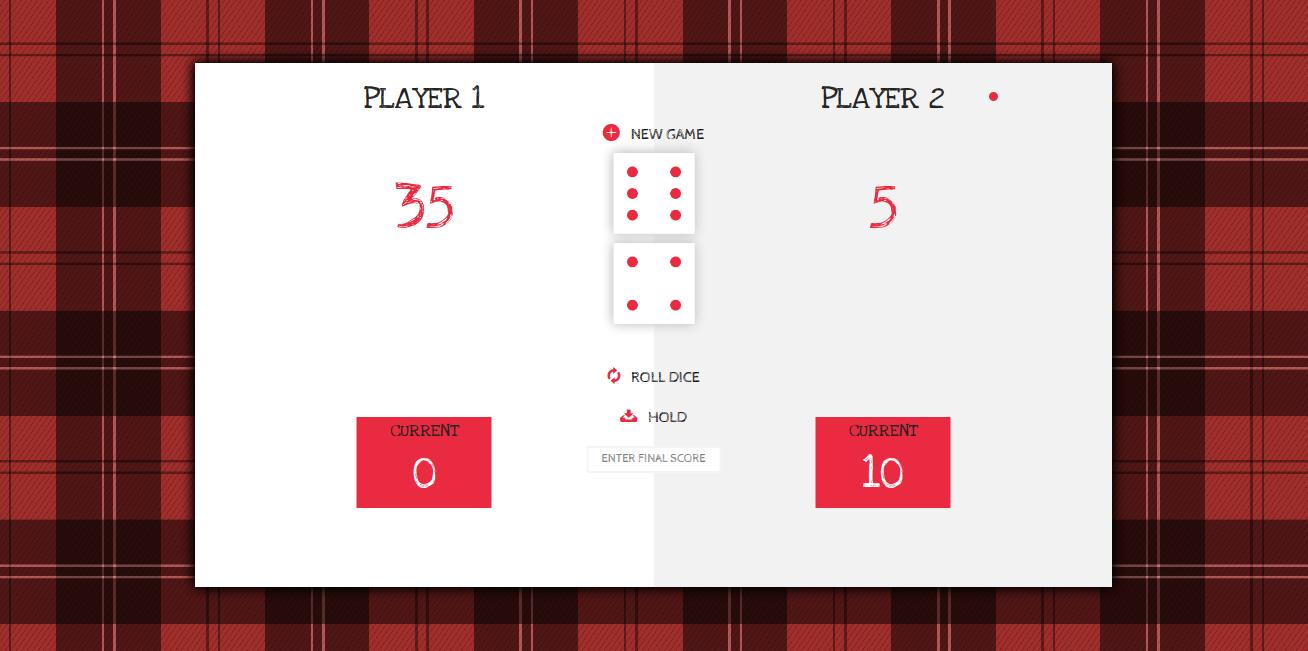 PLAYER 1
PLAYER 2
NEW GAME
35
5
ROLL DICE
HOLD
CURRENT
0
ENTER FINAL SCORE
CURRENT
10